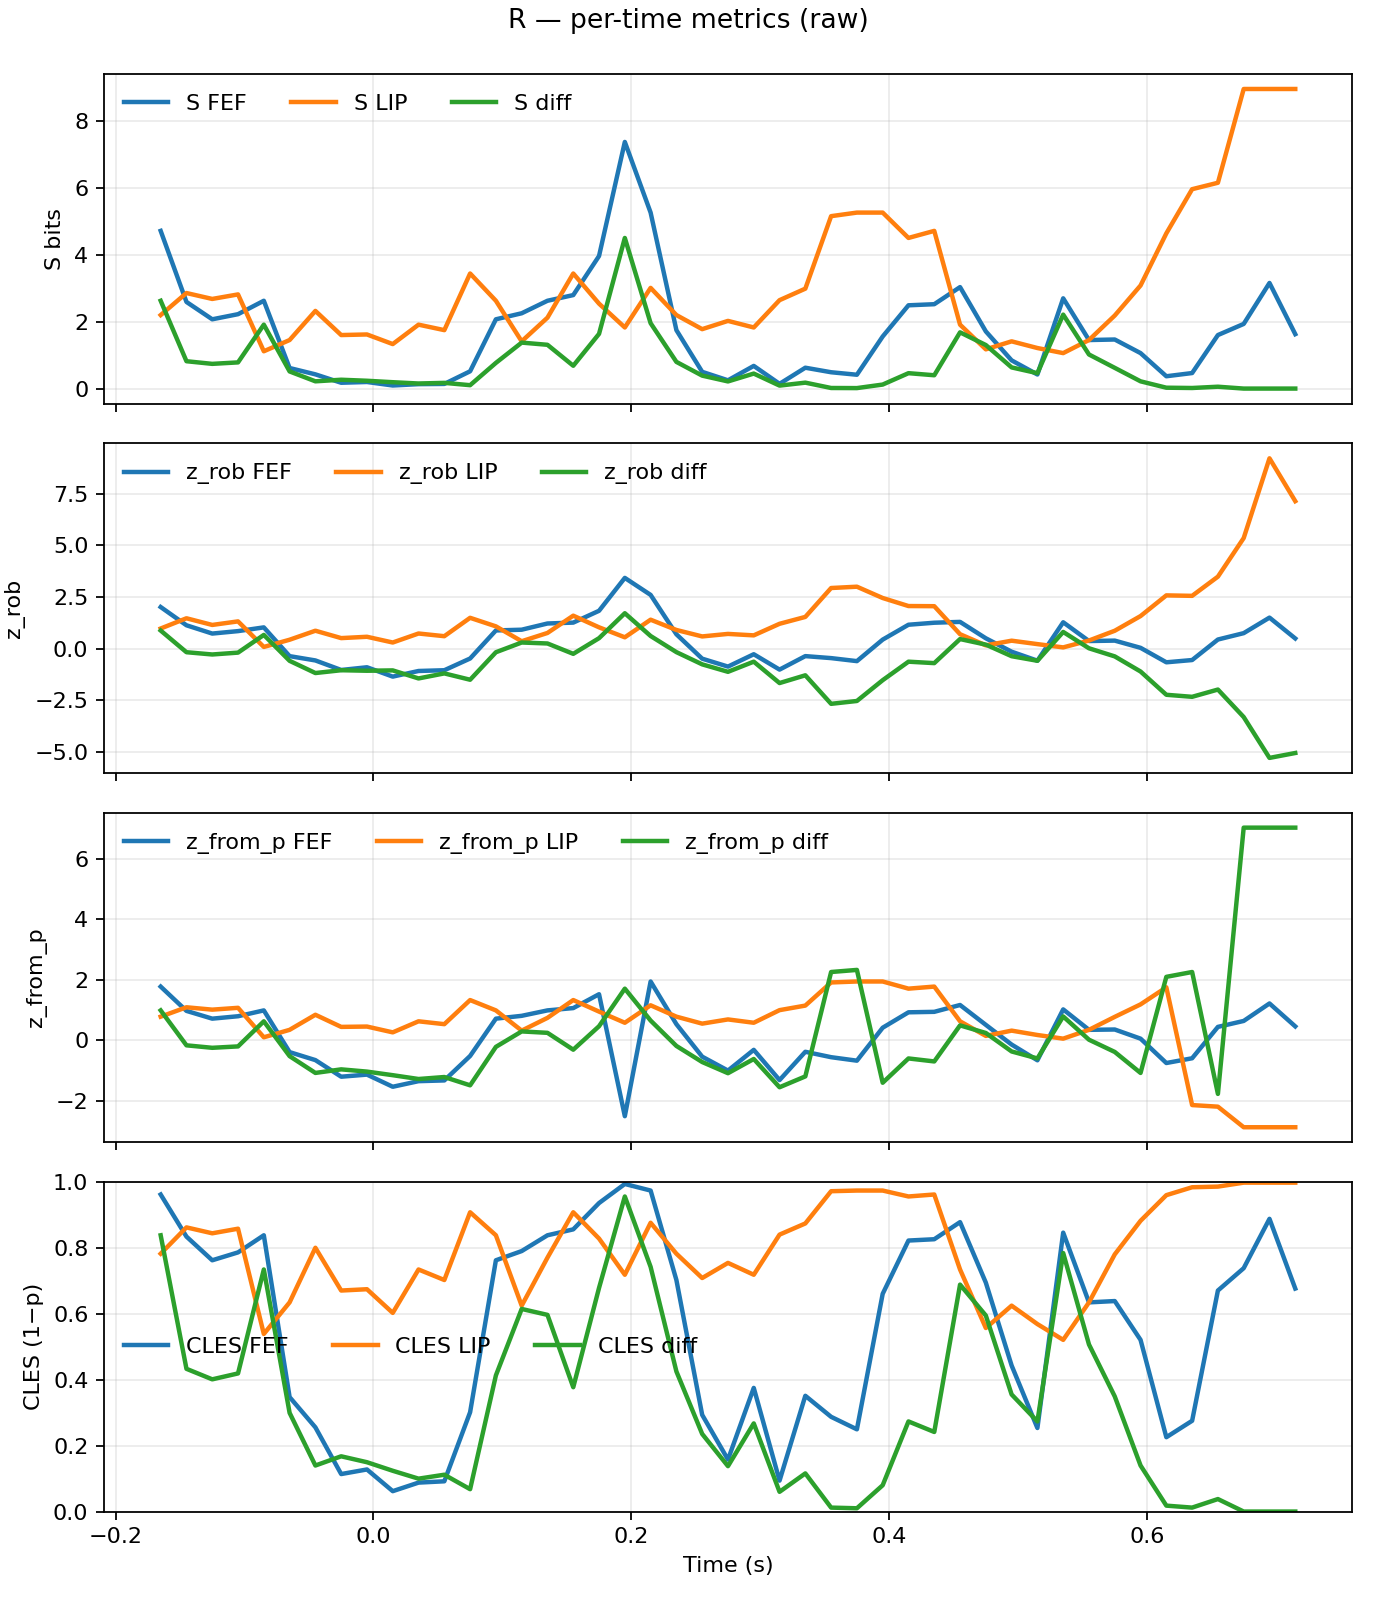 R — per-time metrics (raw)
S FEF S LIP S diff
8
6
4
2
0
S bits
z_rob FEF z_rob LIP z_rob diff
7.5
5.0
2.5
0.0
−2.5
−5.0
z_rob
z_from_p FEF z_from_p LIP z_from_p diff
6
4
2
0
−2
z_from_p
1.0
0.8
0.6
CLES FEF CLES LIP CLES diff
0.4
0.2
0.0
CLES (1−p)
−0.2 0.0 0.2 0.4 0.6
Time (s)